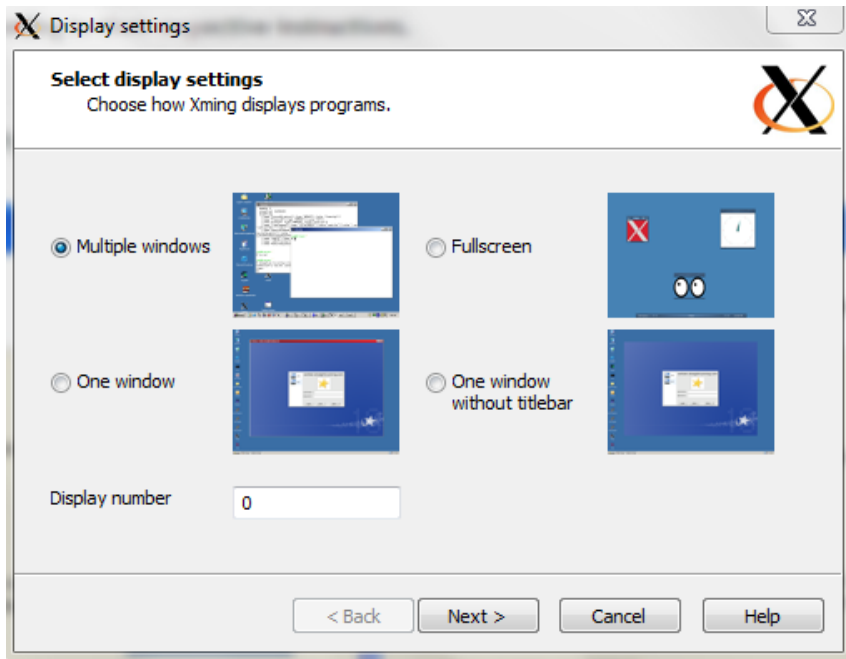 Display settings
Select display settings
Choose how Xming displays programs.
Multiple windows
Fullscreen
One window
One window
without titlebar
Display number
0
< Back
Next >
Cancel
Help